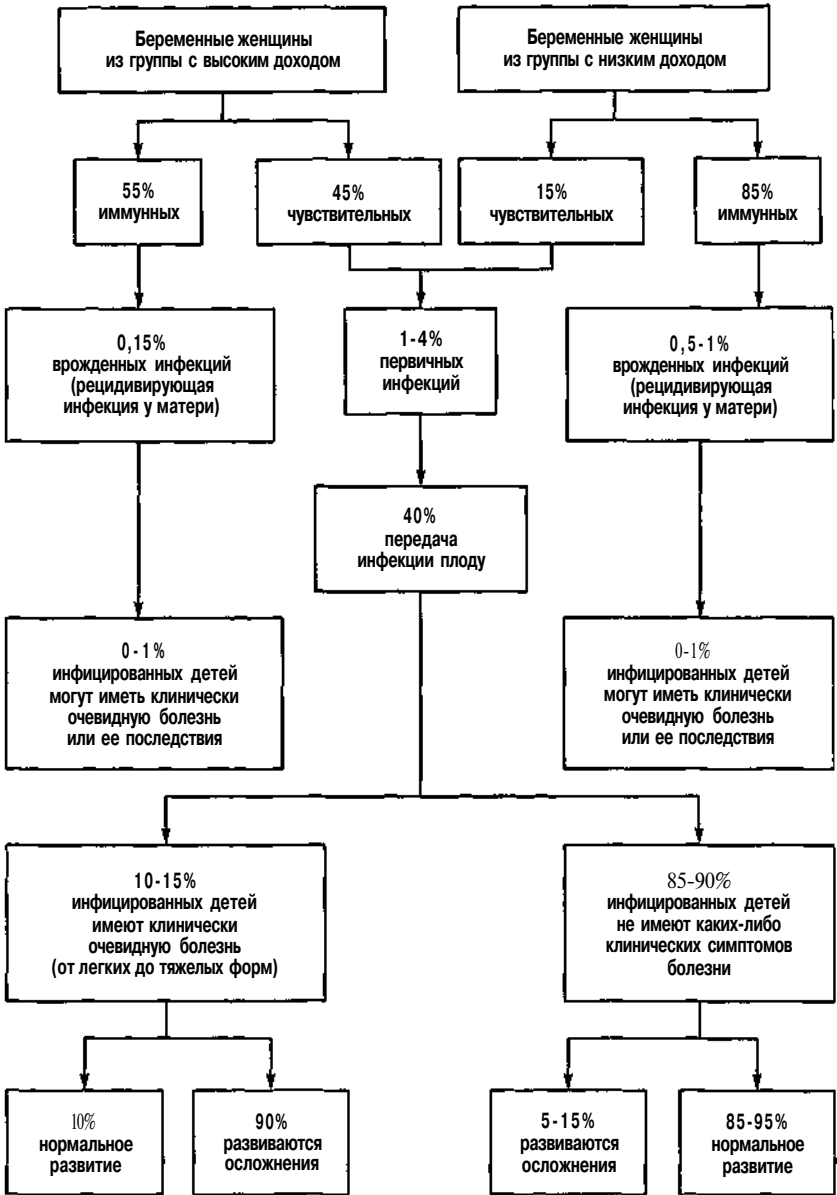 Беременные женщины
из группы с высоким доходом
Беременные женщины
из группы с низким доходом
55%
иммунных
45%
чувствительных
15%
чувствительных
85%
иммунных
0,15%
врожденных инфекций
(рецидивирующая
инфекция у матери)
1-4%
первичных
инфекций
0,5-1%
врожденных инфекций
(рецидивирующая
инфекция у матери)
40%
передача
инфекции плоду
0-1%
инфицированных детей
могут иметь клинически
очевидную болезнь
или ее последствия
0-1%
инфицированных детей
могут иметь клинически
очевидную болезнь
или ее последствия
10-15%
инфицированных детей
имеют клинически
очевидную болезнь
(от легких до тяжелых форм)
85-90%
инфицированных детей
не имеют каких-либо
клинических симптомов
болезни
10%
нормальное
развитие
90%
развиваются
осложнения
5-15%
развиваются
осложнения
85-95%
нормальное
развитие